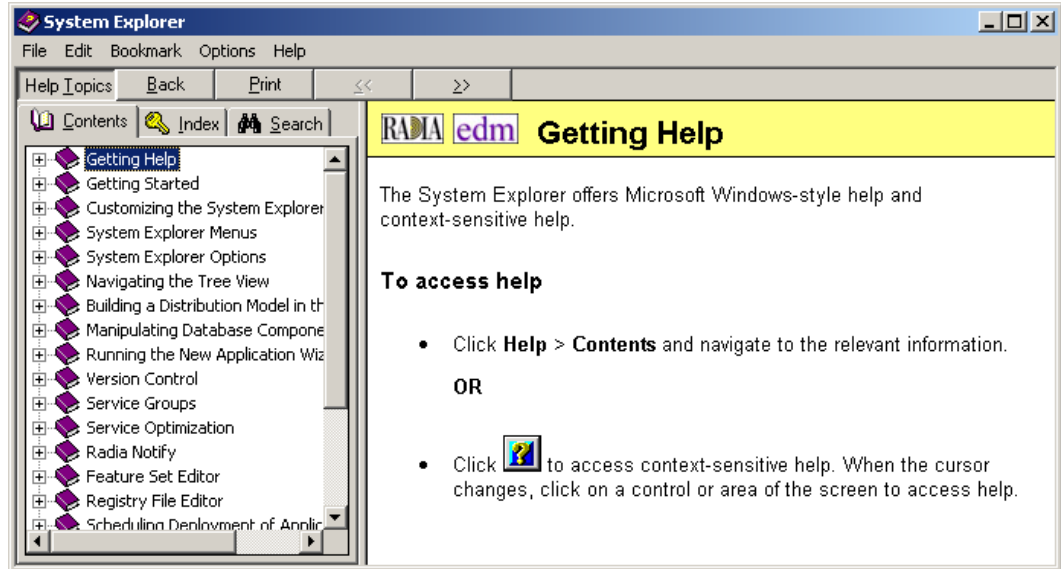 System Explorer
File Edit Bookmark Options Help
Help Topics Back Print << >>
Contents Index Search
Getting Help
Getting Started
Customizing the System Explorer
System Explorer Menus
System Explorer Options
Navigating the Tree View
Building a Distribution Model in th
Manipulating Database Compone
Running the New Application Wiz
Version Control
Service Groups
Service Optimization
Radia Notify
Feature Set Editor
Registry File Editor
Scheduling Deployment of Applic
RADIA edm Getting Help
The System Explorer offers Microsoft Windows-style help and
context-sensitive help.
To access help
• Click Help > Contents and navigate to the relevant information.
OR
• Click ? to access context-sensitive help. When the cursor
changes, click on a control or area of the screen to access help.